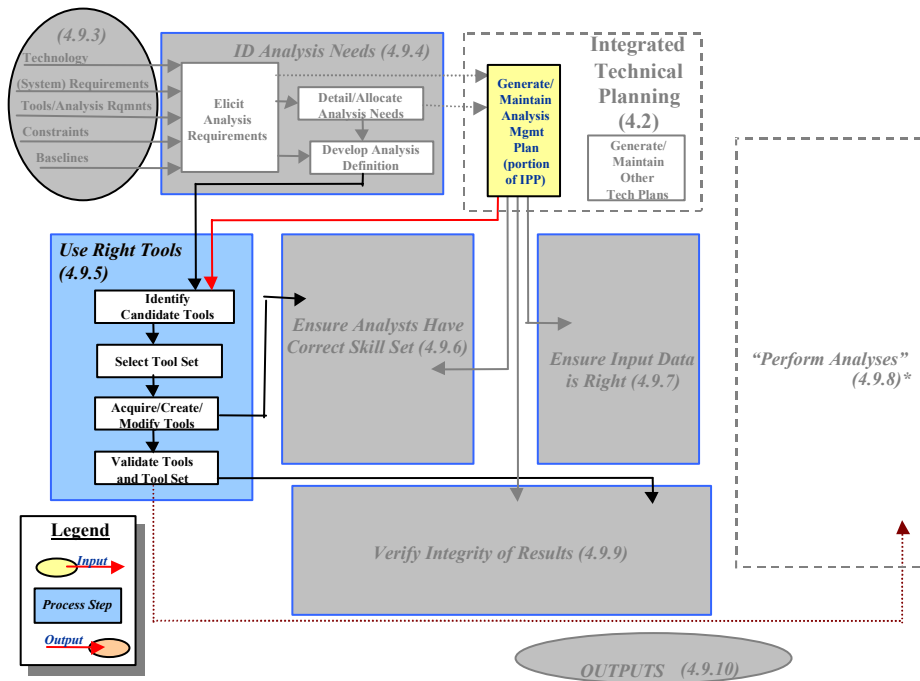 (4.9.3)
Technology
(System) Requirements
Tools/Analysis Rqmnts
Constraints
Baselines
ID Analysis Needs (4.9.4)
Elicit
Analysis
Requirements
Detail/Allocate
Analysis Needs
Develop Analysis
Definition
Generate/
Maintain
Analysis
Mgmt
Plan
(portion
of IPP)
Integrated
Technical
Planning
(4.2)
Generate/
Maintain
Other
Tech Plans
Use Right Tools
(4.9.5)
Identify
Candidate Tools
Select Tool Set
Acquire/Create/
Modify Tools
Validate Tools
and Tool Set
Ensure Analysts Have
Correct Skill Set (4.9.6)
Ensure Input Data
is Right (4.9.7)
“Perform Analyses”
(4.9.8)*
Verify Integrity of Results (4.9.9)
Legend
Input
Process Step
Output
OUTPUTS (4.9.10)